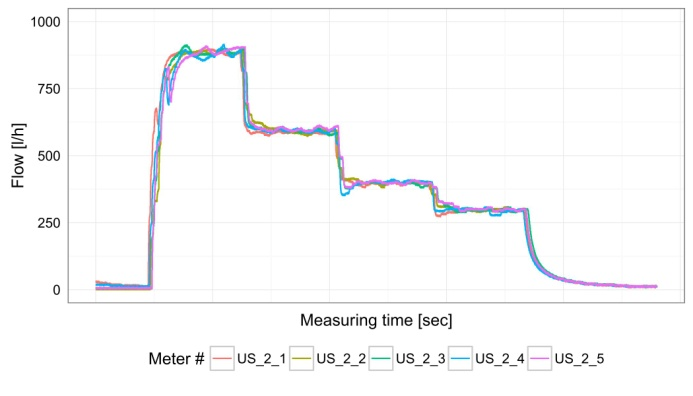 1000
750
500
250
0
Flow [l/h]
Measuring time [sec]
Meter # US_2_1 US_2_2 US_2_3 US_2_4 US_2_5